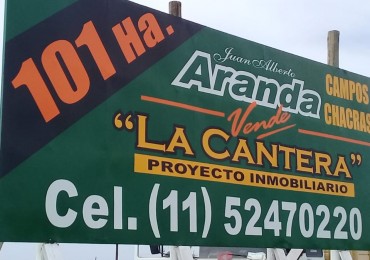 101 Ha.
Juan Alberto
Aranda
CAMPOS
CHACRAS
Vende
“LA CANTERA”
PROYECTO INMOBILIARIO
Cel. (11) 52470220